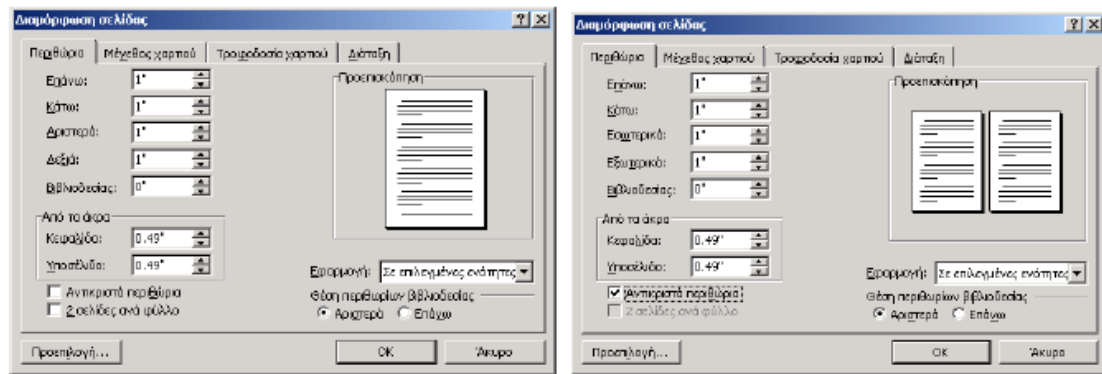 Διαμόρφωση σελίδας
Περιθώρια Μέγεθος χαρτιού Τροφοδοσία χαρτιού Διάταξη
Επάνω: 1"
Κάτω: 1"
Αριστερά: 1"
Δεξιά: 1"
Βιβλιοδεσίας: 0"
Από τα άκρα
Κεφαλίδα: 0.49"
Υποσέλιδο: 0.49"
Αντικριστά περιθώρια
2 σελίδες ανά φύλλο
Προεπισκόπηση
Εφαρμογή: Σε επιλεγμένες ενότητες
Θέση περιθωρίων βιβλιοδεσίας
Αριστερά Επάνω
Προεπιλογή... OK Άκυρο
Διαμόρφωση σελίδας
Περιθώρια Μέγεθος χαρτιού Τροφοδοσία χαρτιού Διάταξη
Επάνω: 1"
Κάτω: 1"
Εσωτερικό: 1"
Εξωτερικό: 1"
Βιβλιοδεσίας: 0"
Από τα άκρα
Κεφαλίδα: 0.49"
Υποσέλιδο: 0.49"
Αντικριστά περιθώρια
2 σελίδες ανά φύλλο
Προεπισκόπηση
Εφαρμογή: Σε επιλεγμένες ενότητες
Θέση περιθωρίων βιβλιοδεσίας
Αριστερά Επάνω
Προεπιλογή... OK Άκυρο